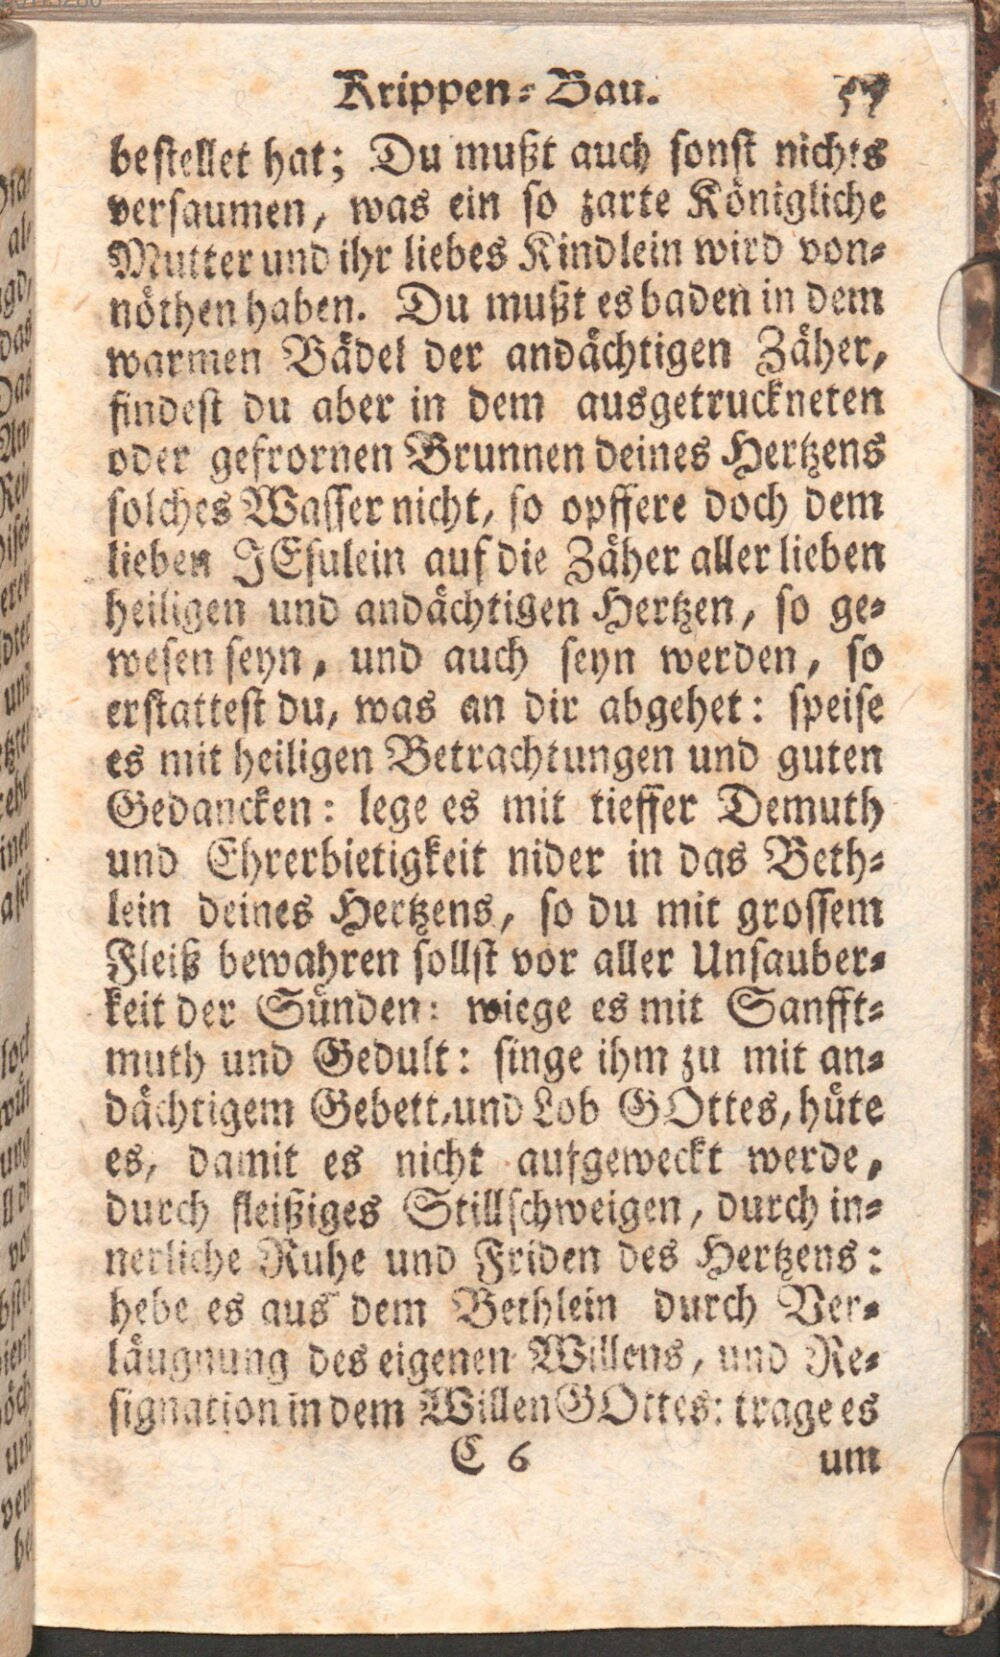 Krippen-Bau. 57
bestellet hat; Du mußt auch sonst nichts
versaumen, was ein so zarte Königliche
Mutter und ihr liebes Kindlein wird von-
nöthen haben. Du mußt es baden in dem
warmen Bädel der andächtigen Zäher,
findest du aber in dem ausgetruckneten
oder gefrornen Brunnen deines Hertzens
solches Wasser nicht, so opffere doch dem
lieben JEsulein auf die Zäher aller lieben
heiligen und andächtigen Hertzen, so ge-
wesen seyn, und auch seyn werden, so
erstattest du, was an dir abgehet: speise
es mit heiligen Betrachtungen und guten
Gedancken: lege es mit tieffer Demuth
und Ehrerbietigkeit nider in das Beth-
lein deines Hertzens, so du mit grossem
Fleiß bewahren sollst vor aller Unsauber-
keit der Sünden: wiege es mit Sanfft-
muth und Gedult: singe ihm zu mit an-
dächtigem Gebett, und Lob GOttes, hüte
es, damit es nicht aufgeweckt werde,
durch fleißiges Stillschweigen, durch in-
nerliche Ruhe und Friden des Hertzens:
hebe es aus dem Bethlein durch Ver-
läugnung des eigenen Willens, und Re-
signation in dem Willen GOttes: trage es
C 6 um